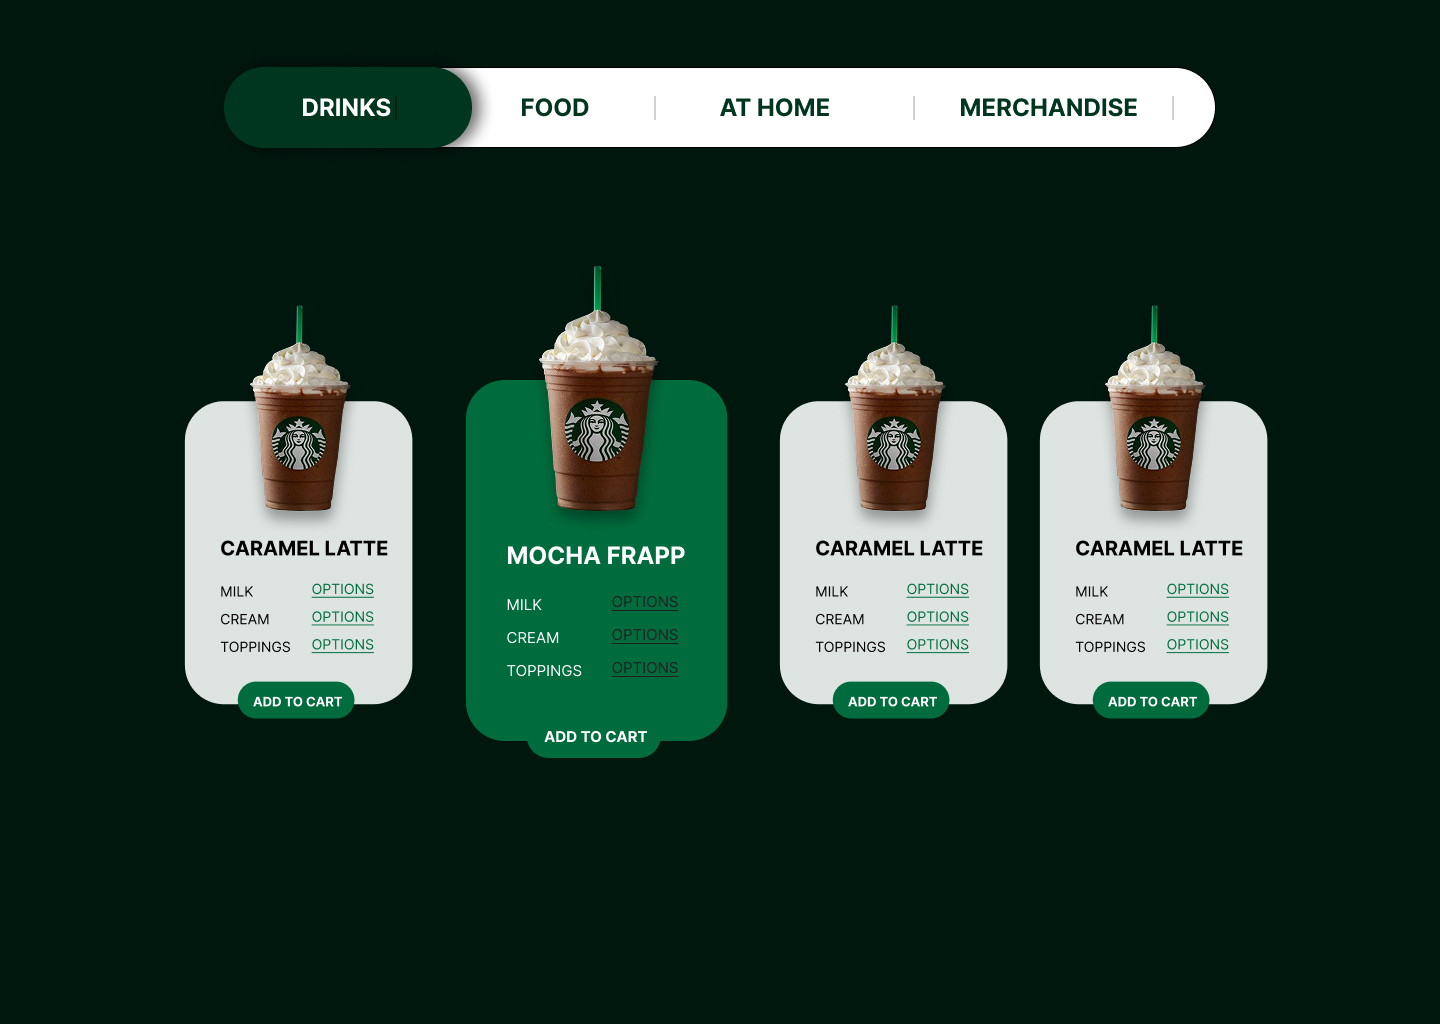 DRINKS
FOOD
AT HOME
MERCHANDISE
CARAMEL LATTE
MILK OPTIONS
CREAM OPTIONS
TOPPINGS OPTIONS
ADD TO CART
MOCHA FRAPP
MILK OPTIONS
CREAM OPTIONS
TOPPINGS OPTIONS
ADD TO CART
CARAMEL LATTE
MILK OPTIONS
CREAM OPTIONS
TOPPINGS OPTIONS
ADD TO CART
CARAMEL LATTE
MILK OPTIONS
CREAM OPTIONS
TOPPINGS OPTIONS
ADD TO CART